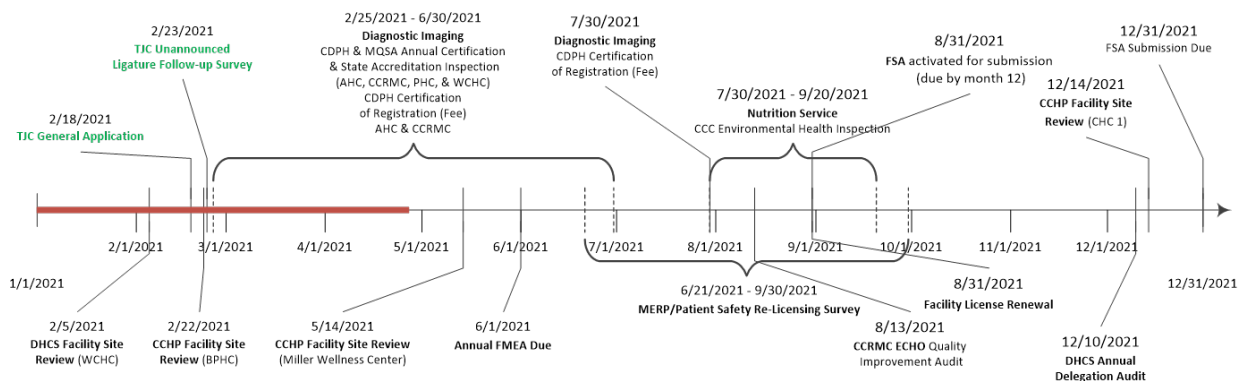 2/18/2021
TJC General Application
2/23/2021
TJC Unannounced
Ligature Follow-up Survey
2/25/2021 - 6/30/2021
Diagnostic Imaging
CDPH & MQSA Annual Certification
& State Accreditation Inspection
(AHC, CCRMC, PHC, & WCHC)
CDPH Certification
of Registration (Fee)
AHC & CCRMC
7/30/2021
Diagnostic Imaging
CDPH Certification
of Registration (Fee)
7/30/2021 - 9/20/2021
Nutrition Service
CCC Environmental Health Inspection
8/31/2021
FSA activated for submission
(due by month 12)
12/14/2021
CCHP Facility Site
Review (CHC 1)
12/31/2021
FSA Submission Due
2/1/2021
3/1/2021
4/1/2021
5/1/2021
6/1/2021
7/1/2021
8/1/2021
9/1/2021
10/1/2021
11/1/2021
12/1/2021
1/1/2021
12/31/2021
2/5/2021
DHCS Facility Site
Review (WCHC)
2/22/2021
CCHP Facility Site
Review (BPHC)
5/14/2021
CCHP Facility Site Review
(Miller Wellness Center)
6/1/2021
Annual FMEA Due
6/21/2021 - 9/30/2021
MERP/Patient Safety Re-Licensing Survey
8/13/2021
CCRMC ECHO Quality
Improvement Audit
8/31/2021
Facility License Renewal
12/10/2021
DHCS Annual
Delegation Audit